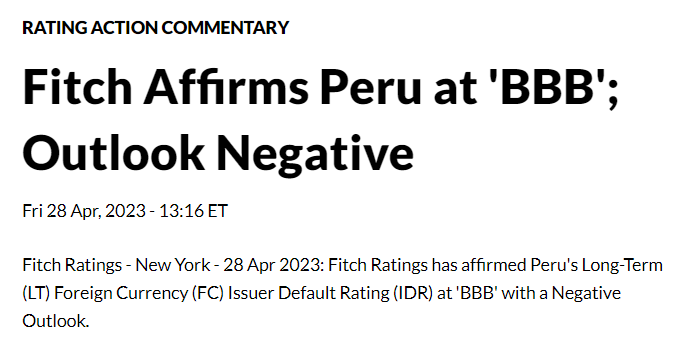 RATING ACTION COMMENTARY
Fitch Affirms Peru at 'BBB';
Outlook Negative
Fri 28 Apr, 2023 - 13:16 ET
Fitch Ratings - New York - 28 Apr 2023: Fitch Ratings has affirmed Peru's Long-Term
(LT) Foreign Currency (FC) Issuer Default Rating (IDR) at 'BBB' with a Negative
Outlook.